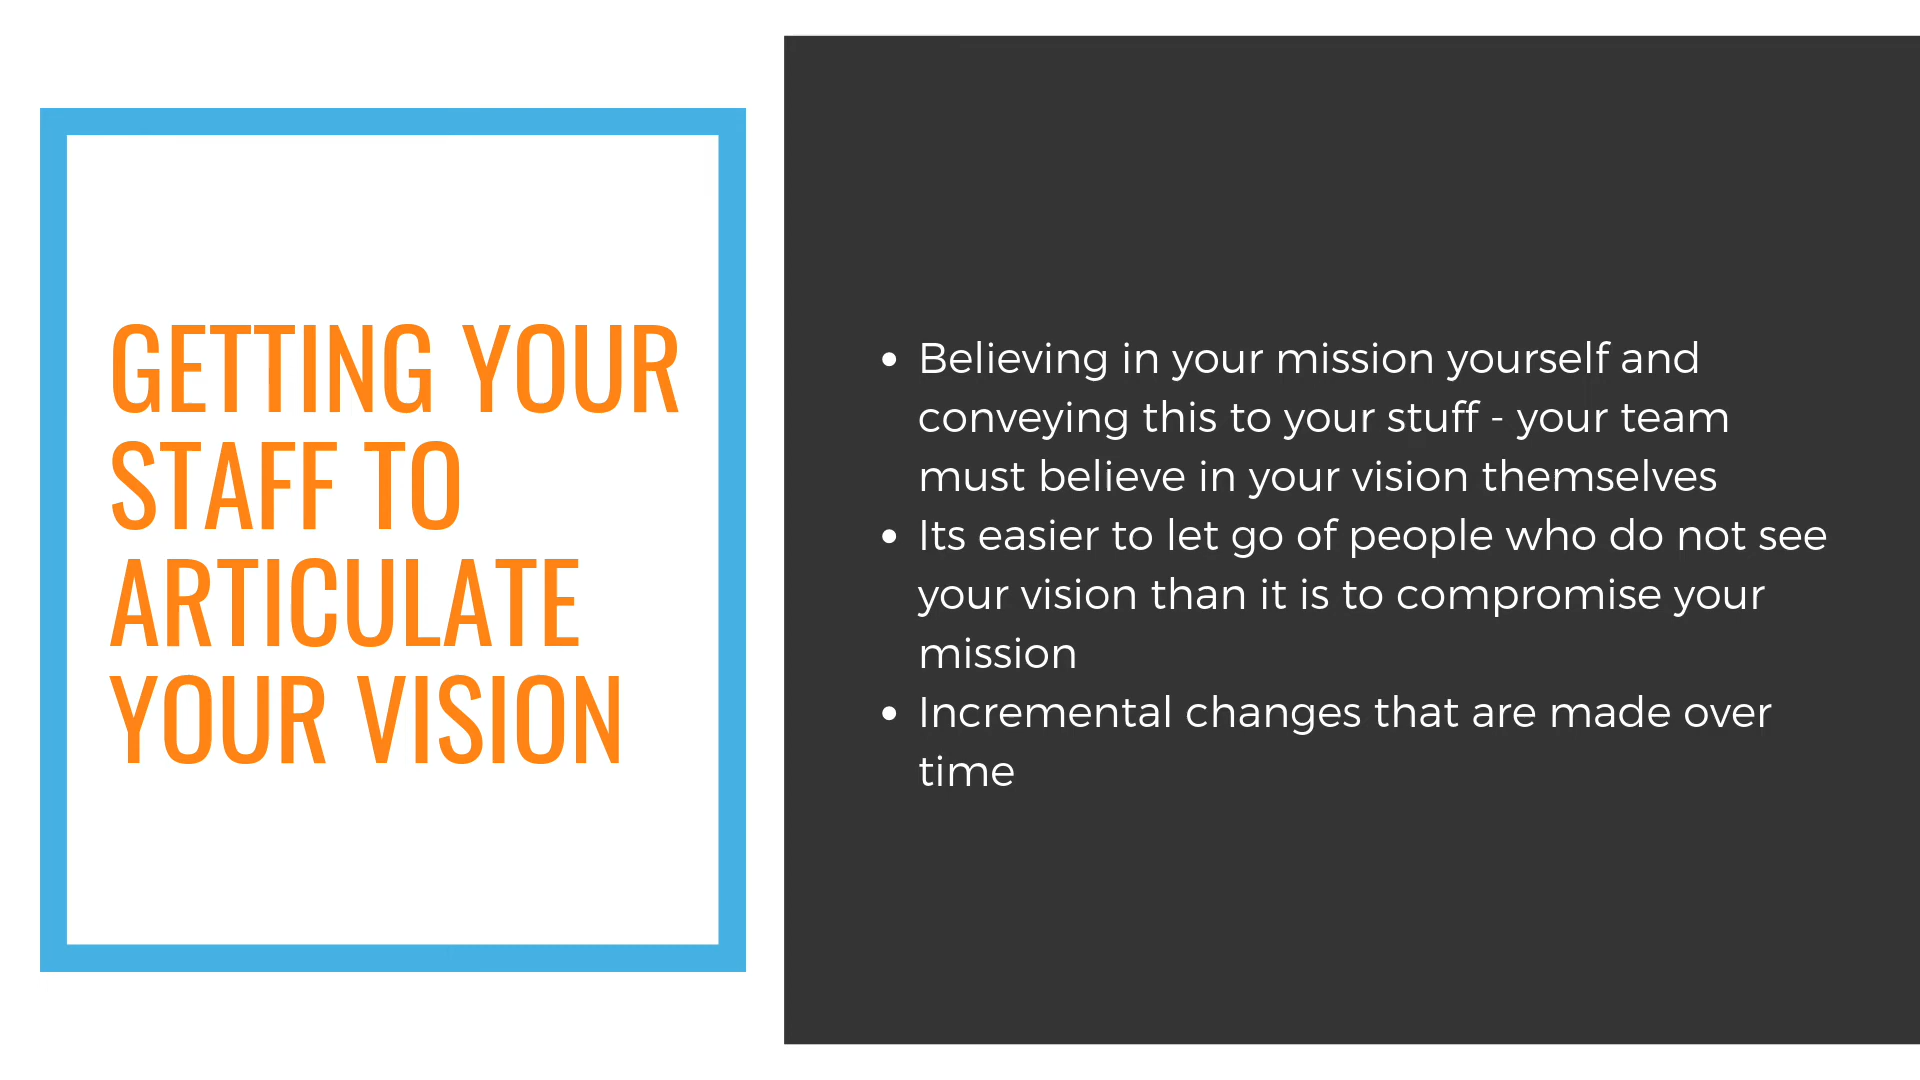 GETTING YOUR
STAFF TO
ARTICULATE
YOUR VISION
• Believing in your mission yourself and
conveying this to your stuff - your team
must believe in your vision themselves
• Its easier to let go of people who do not see
your vision than it is to compromise your
mission
• Incremental changes that are made over
time